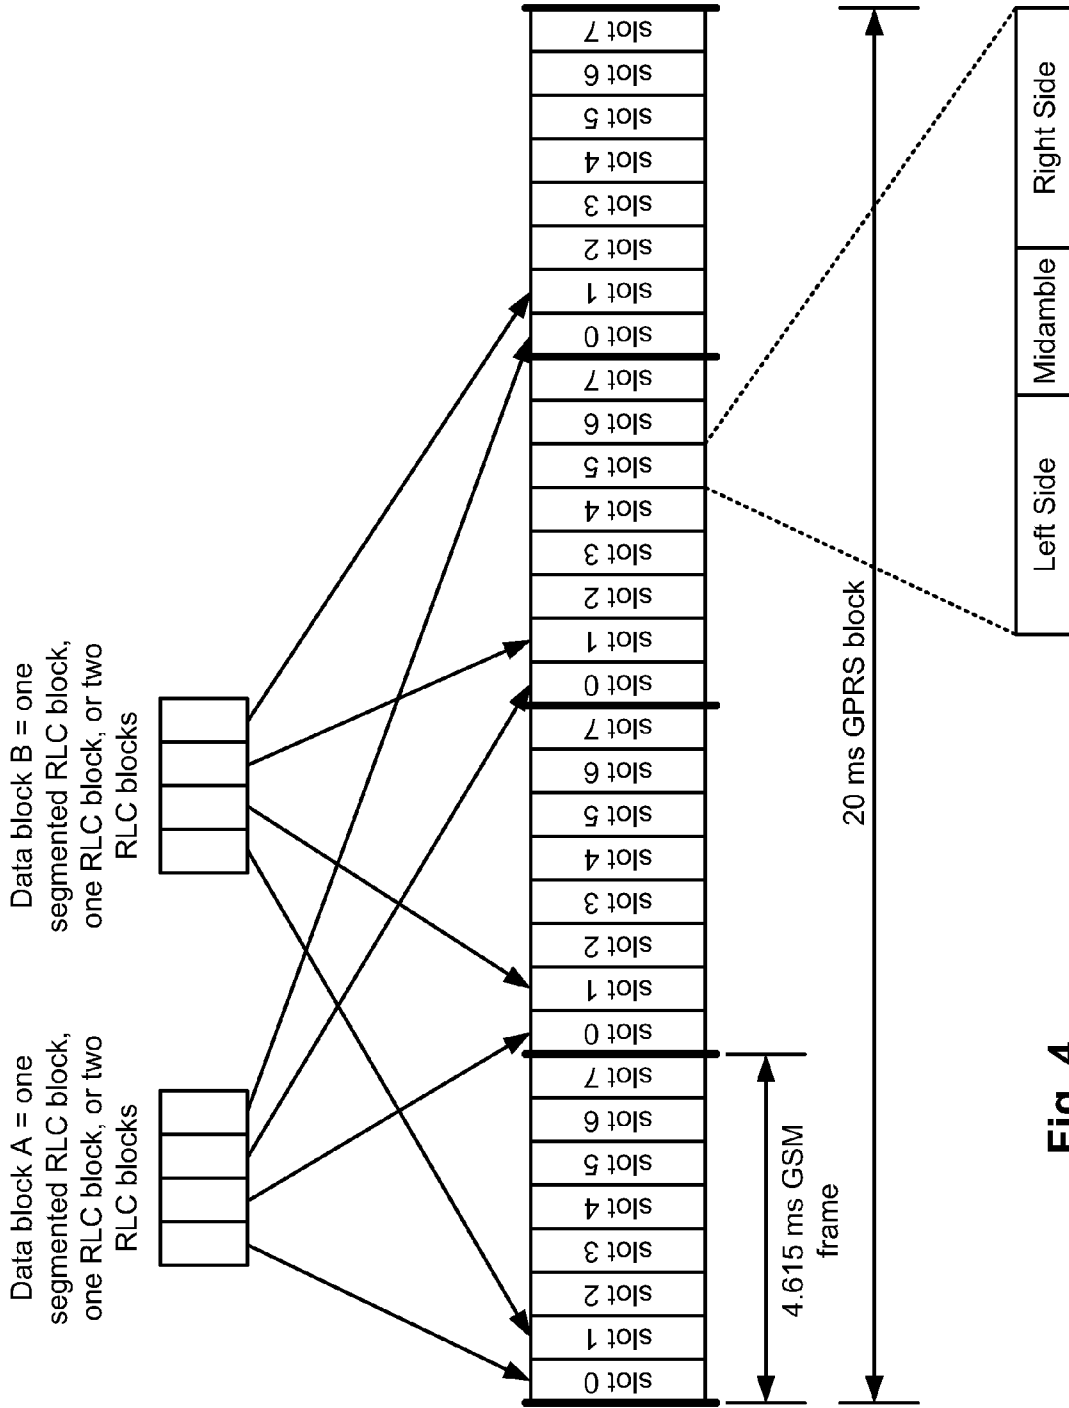 Data block A = one
segmented RLC block,
one RLC block, or two
RLC blocks
Data block B = one
segmented RLC block,
one RLC block, or two
RLC blocks
slot 0
slot 1
slot 2
slot 3
slot 4
slot 5
slot 6
slot 7
slot 0
slot 1
slot 2
slot 3
slot 4
slot 5
slot 6
slot 7
slot 0
slot 1
slot 2
slot 3
slot 4
slot 5
slot 6
slot 7
slot 0
slot 1
slot 2
slot 3
slot 4
slot 5
slot 6
slot 7
4.615 ms GSM
frame
20 ms GPRS block
Left Side
Midamble
Right Side
Fig. 4